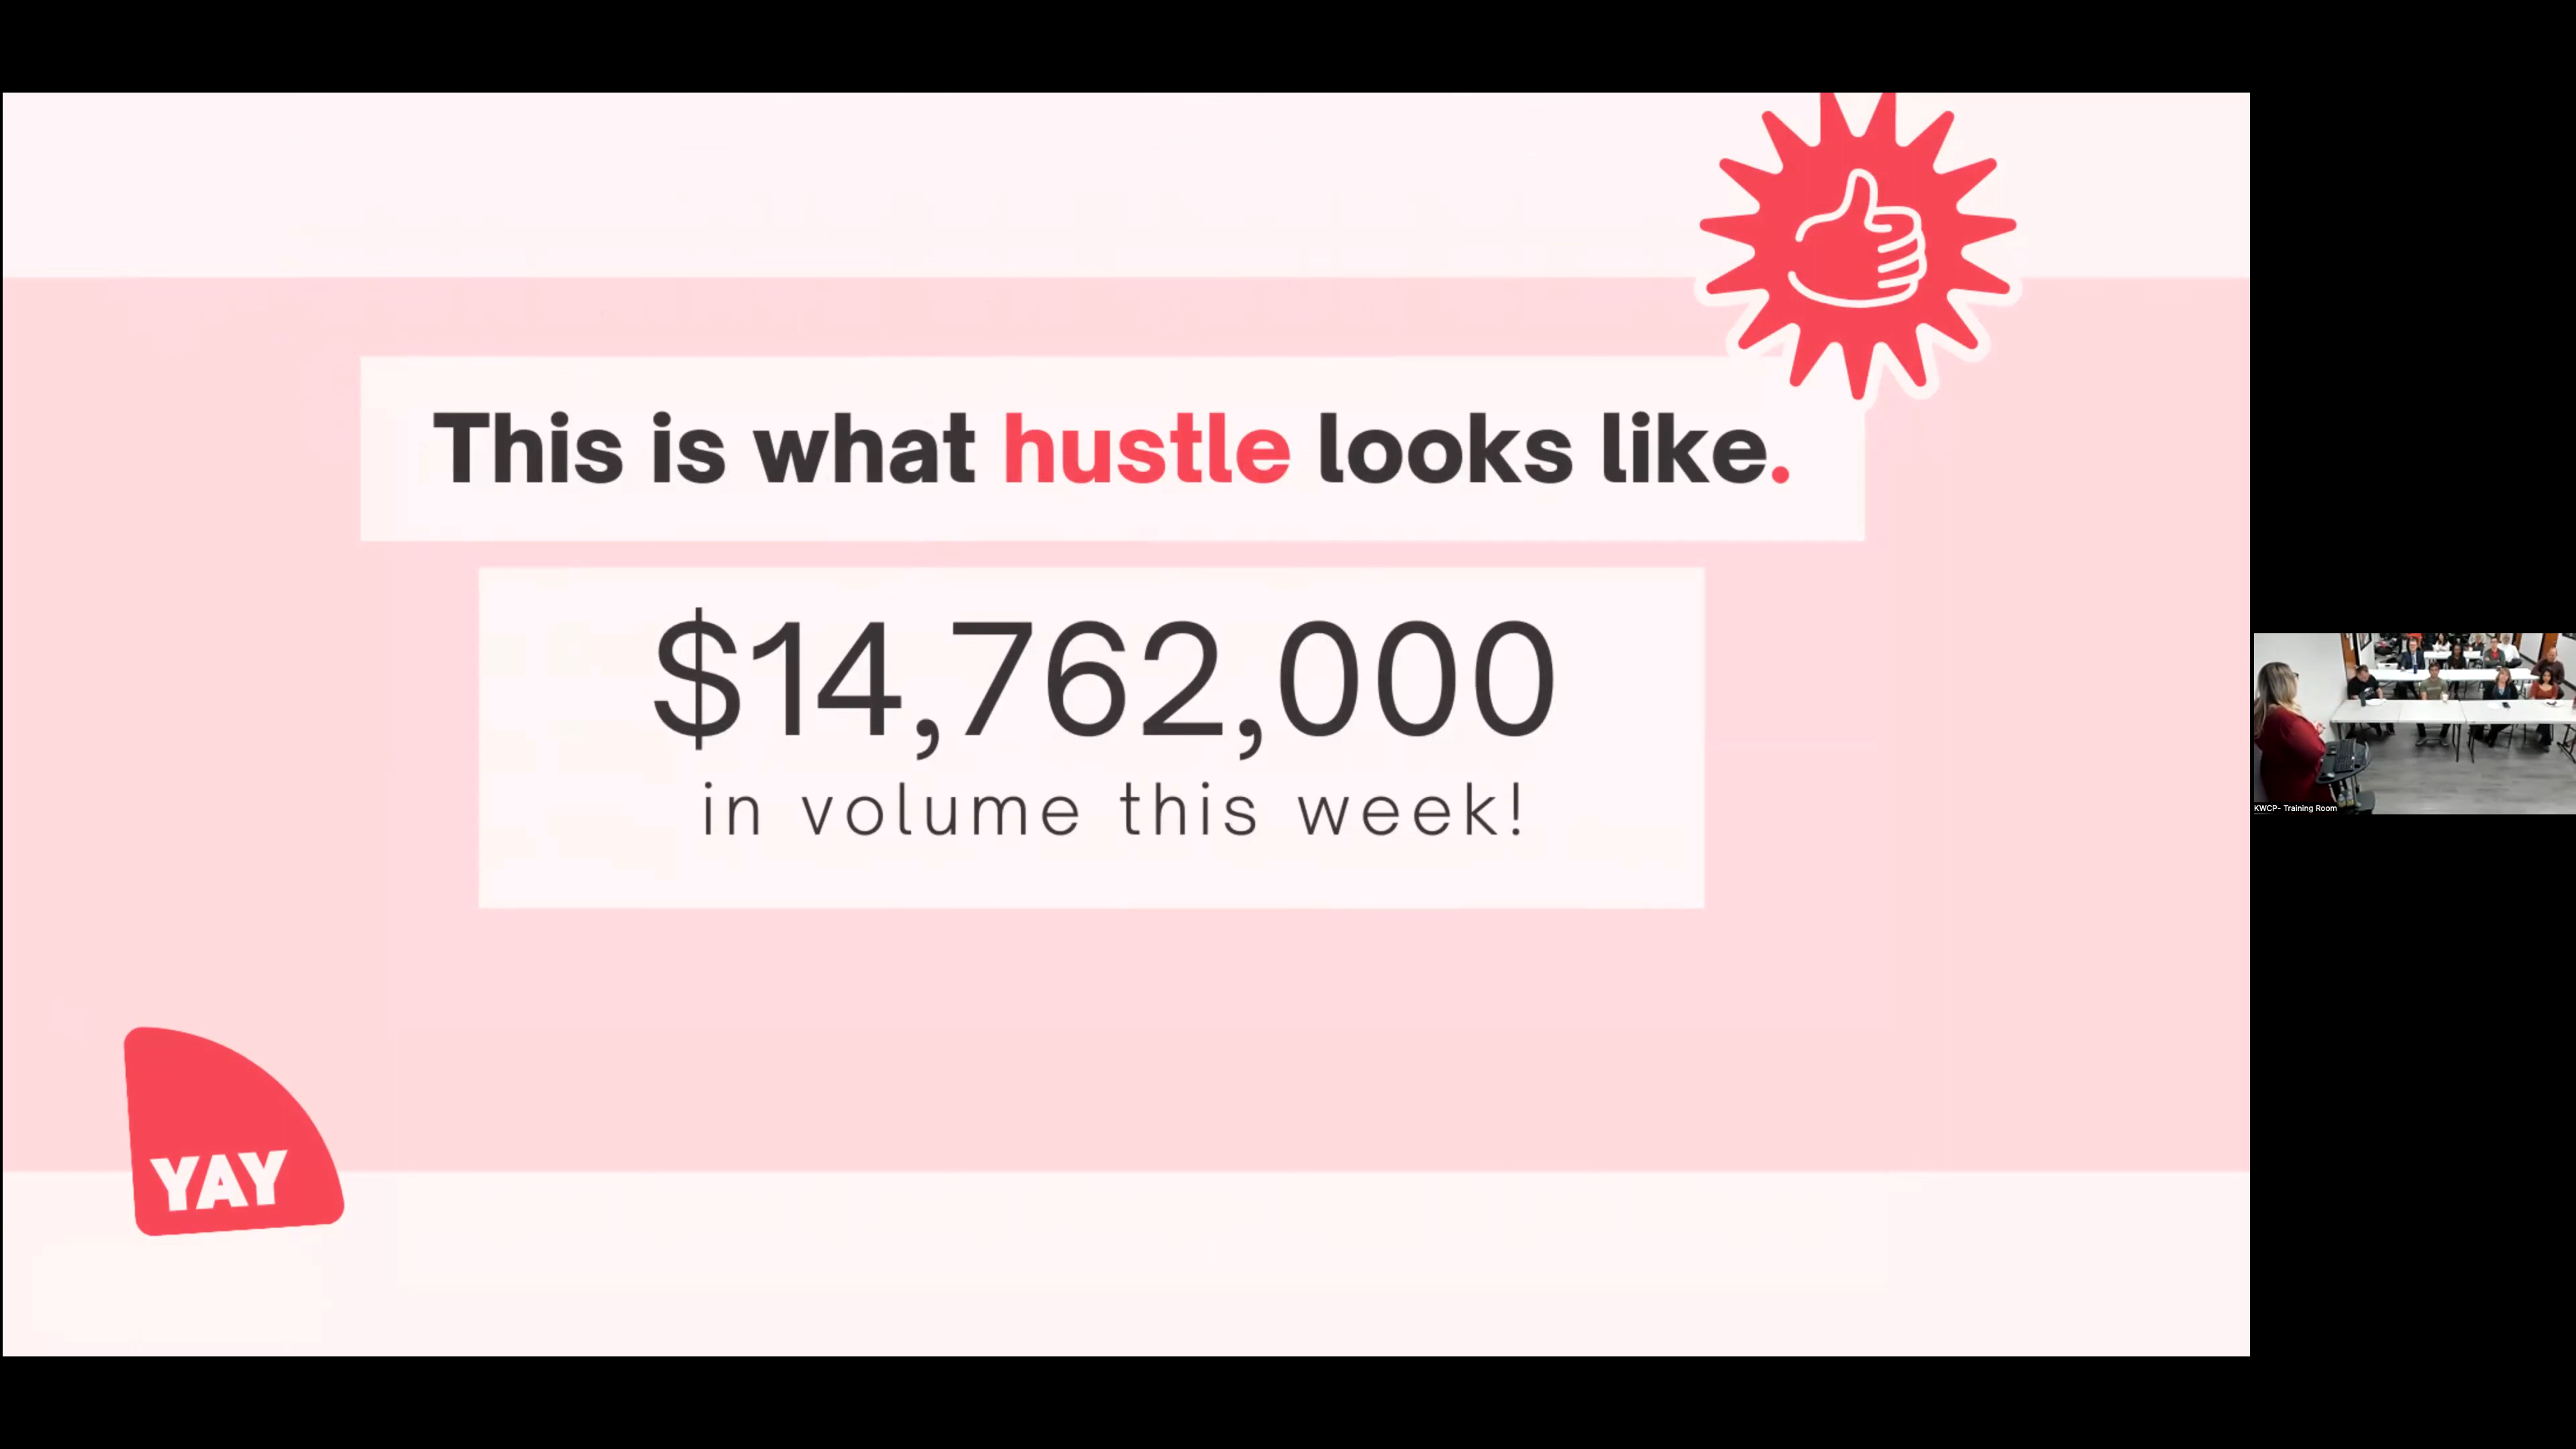 This is what hustle looks like.
$14,762,000
in volume this week!
YAY
KWCP- Training Room